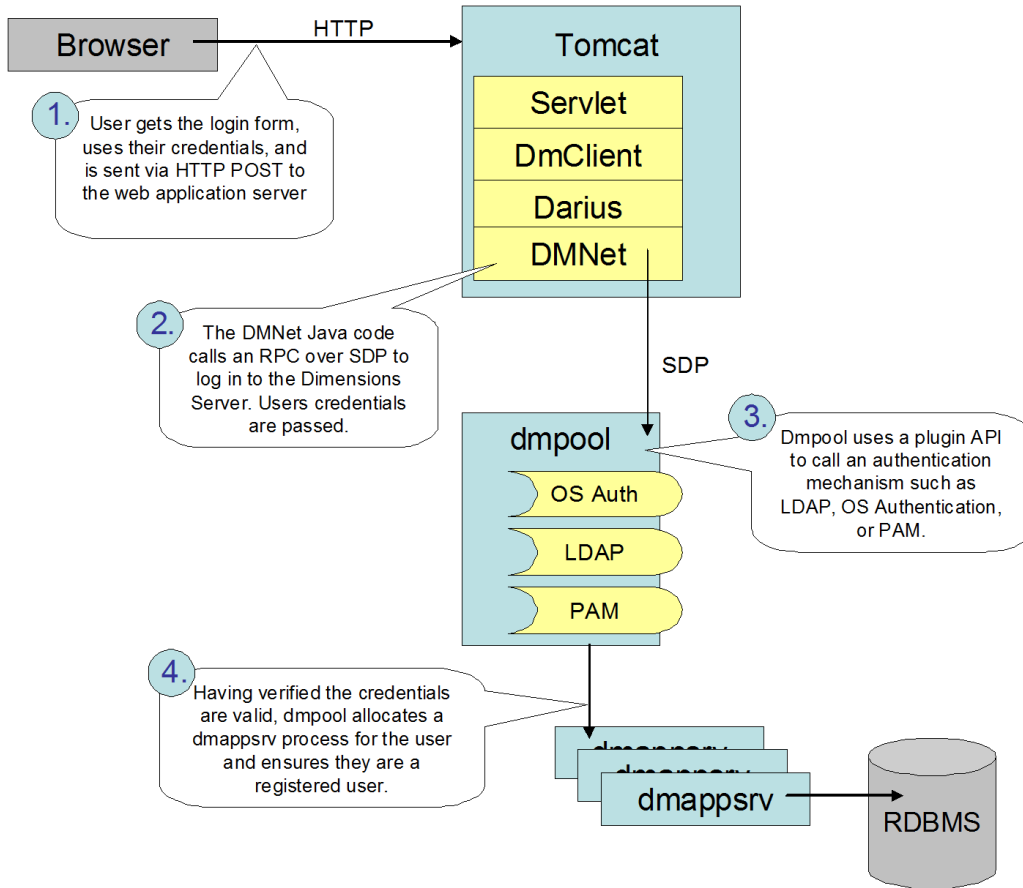 Browser
HTTP
Tomcat
Servlet
DmClient
Darius
DMNet
1.
User gets the login form,
uses their credentials, and
is sent via HTTP POST to
the web application server
2.
The DMNet Java code
calls an RPC over SDP to
log in to the Dimensions
Server. Users credentials
are passed.
SDP
dmpool
OS Auth
LDAP
PAM
3.
Dmpool uses a plugin API
to call an authentication
mechanism such as
LDAP, OS Authentication,
or PAM.
4.
Having verified the credentials
are valid, dmpool allocates a
dmappsrv process for the user
and ensures they are a
registered user.
dmappsrv
dmappsrv
dmappsrv
RDBMS